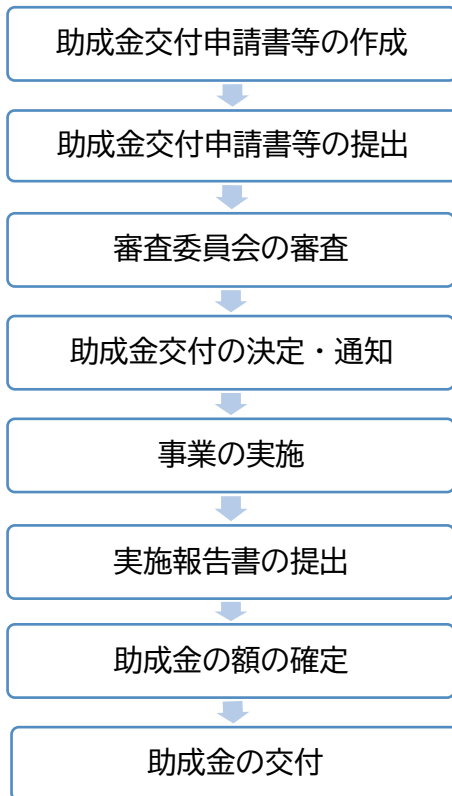 助成金交付申請書等の作成
助成金交付申請書等の提出
審査委員会の審査
助成金交付の決定・通知
事業の実施
実施報告書の提出
助成金の額の確定
助成金の交付